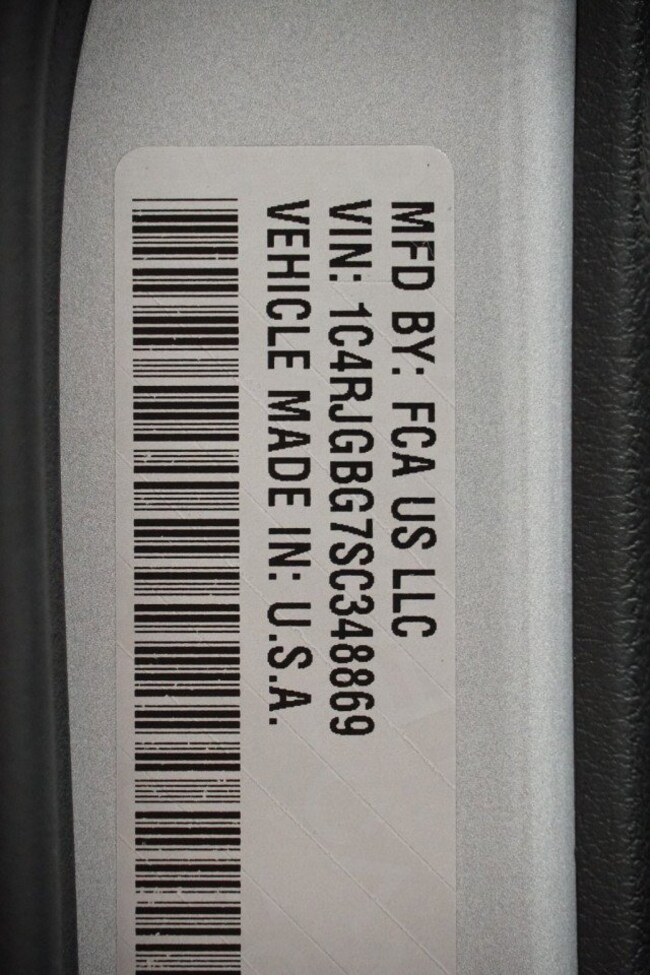 MFD BY: FCA US LLC
VIN: 1C4RJGBG7SC348869
VEHICLE MADE IN: U.S.A.